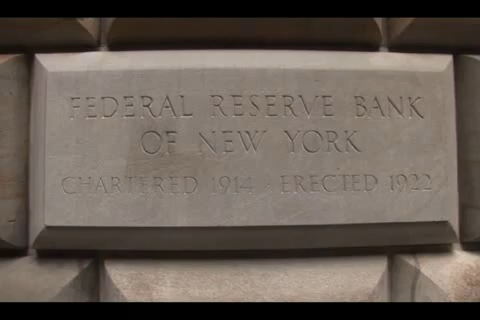 FEDERAL RESERVE BANK
OF NEW YORK
CHARTERED 1914 · ERECTED 1922